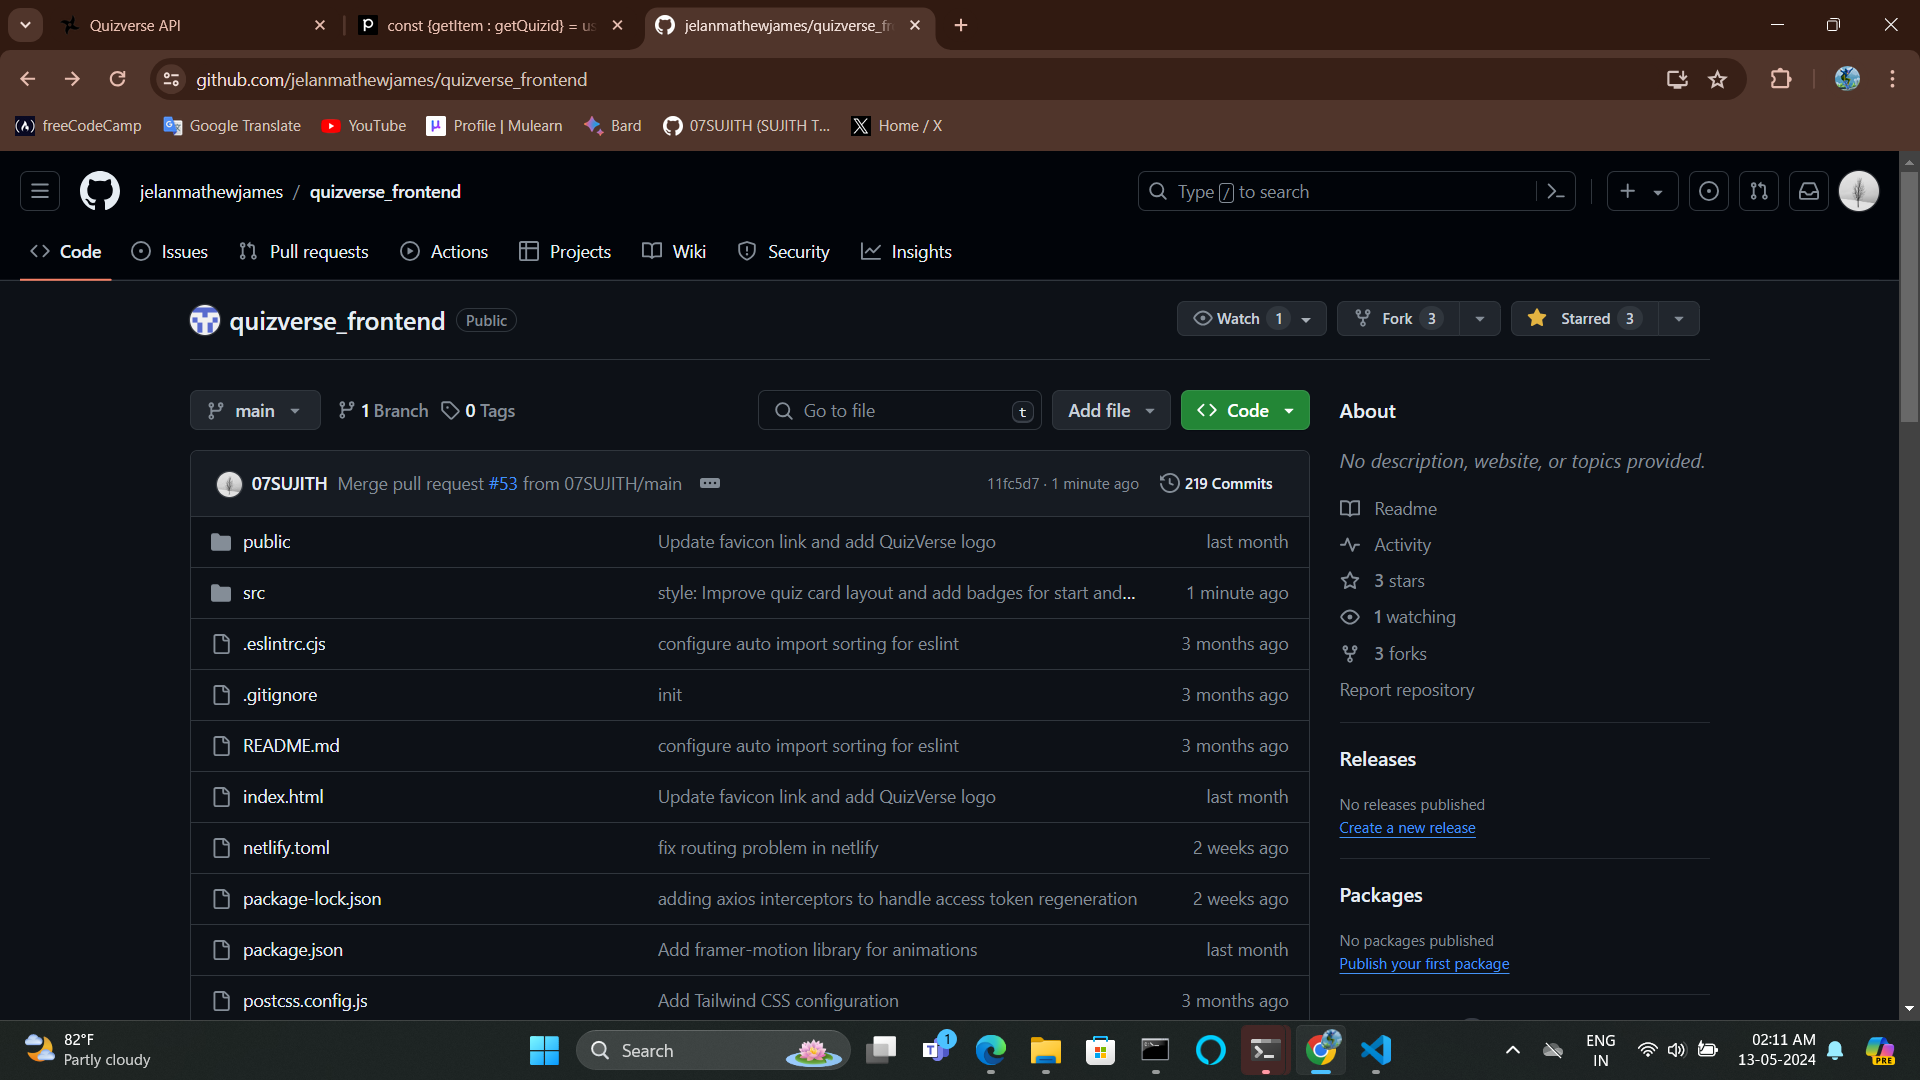 Quizverse API
const {getItem : getQuizid} = us
jelanmathewjames/quizverse_fr
github.com/jelanmathewjames/quizverse_frontend
freeCodeCamp
Google Translate
YouTube
Profile | Mulearn
Bard
07SUJITH (SUJITH T...
Home / X
jelanmathewjames / quizverse_frontend
Type / to search
Code
Issues
Pull requests
Actions
Projects
Wiki
Security
Insights
quizverse_frontend Public
Watch 1
Fork 3
Starred 3
main
1 Branch
0 Tags
Go to file t
Add file
Code
07SUJITH Merge pull request #53 from 07SUJITH/main
11fc5d7 · 1 minute ago
219 Commits
public Update favicon link and add QuizVerse logo last month
src style: Improve quiz card layout and add badges for start and... 1 minute ago
.eslintrc.cjs configure auto import sorting for eslint 3 months ago
.gitignore init 3 months ago
README.md configure auto import sorting for eslint 3 months ago
index.html Update favicon link and add QuizVerse logo last month
netlify.toml fix routing problem in netlify 2 weeks ago
package-lock.json adding axios interceptors to handle access token regeneration 2 weeks ago
package.json Add framer-motion library for animations last month
postcss.config.js Add Tailwind CSS configuration 3 months ago
About
No description, website, or topics provided.
Readme
Activity
3 stars
1 watching
3 forks
Report repository
Releases
No releases published
Create a new release
Packages
No packages published
Publish your first package
82°F
Partly cloudy
Search
1
ENG
IN
02:11 AM
13-05-2024
PRE